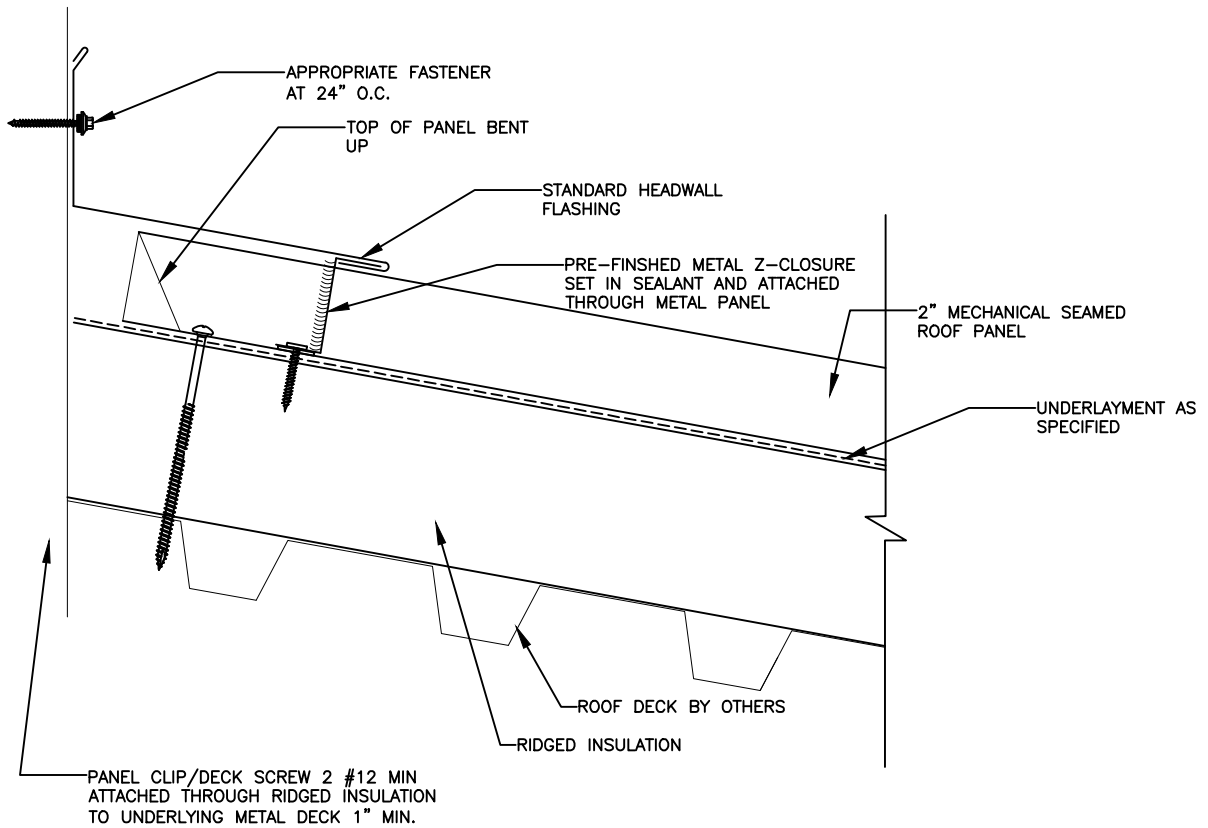 APPROPRIATE FASTENER
AT 24" O.C.
TOP OF PANEL BENT
UP
STANDARD HEADWALL
FLASHING
PRE-FINSHED METAL Z-CLOSURE
SET IN SEALANT AND ATTACHED
THROUGH METAL PANEL
2" MECHANICAL SEAMED
ROOF PANEL
UNDERLAYMENT AS
SPECIFIED
ROOF DECK BY OTHERS
RIDGED INSULATION
PANEL CLIP/DECK SCREW 2 #12 MIN
ATTACHED THROUGH RIDGED INSULATION
TO UNDERLYING METAL DECK 1" MIN.